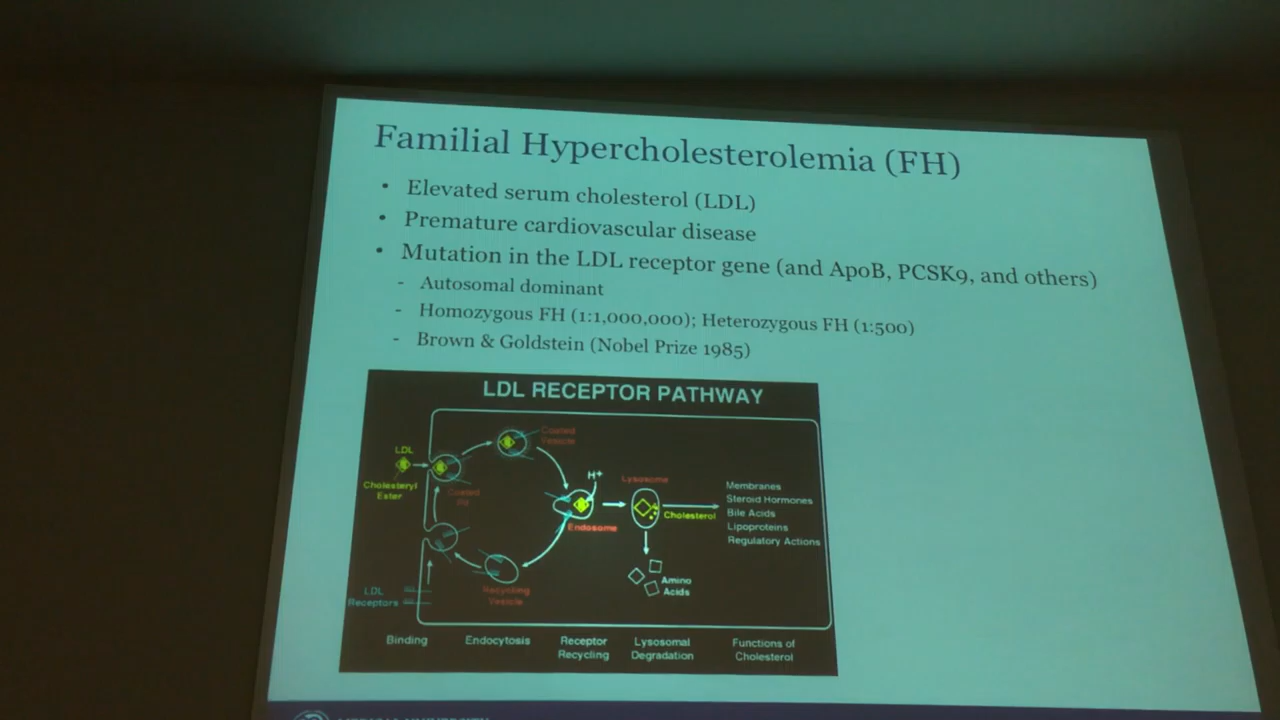 Familial Hypercholesterolemia (FH)
• Elevated serum cholesterol (LDL)
• Premature cardiovascular disease
• Mutation in the LDL receptor gene (and ApoB, PCSK9, and others)
- Autosomal dominant
- Homozygous FH (1:1,000,000); Heterozygous FH (1:500)
- Brown & Goldstein (Nobel Prize 1985)
LDL RECEPTOR PATHWAY
LDL
Cholesteryl
Ester
Coated
Vesicle
Coated
Pit
H+
Endosome
Lysosome
Cholesterol
Membranes
Steroid Hormones
Bile Acids
Lipoproteins
Regulatory Actions
Amino
Acids
Recycling
Vesicle
LDL
Receptors
Binding
Endocytosis
Receptor
Recycling
Lysosomal
Degradation
Functions of
Cholesterol
MEDICAL UNIVERSITY